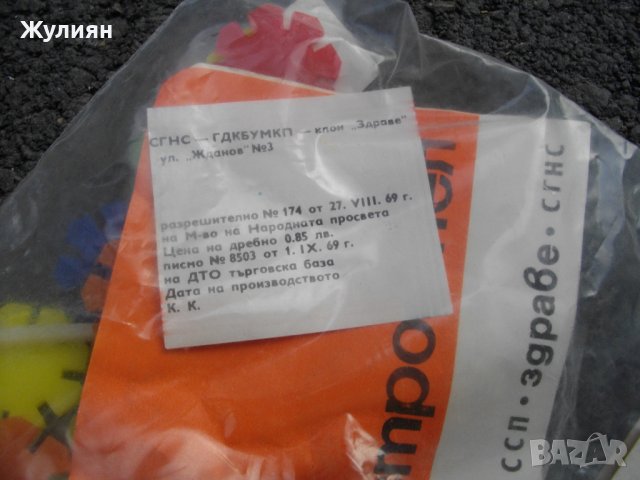 Жулиян
СГНС — ГДКБУМКП — кпои „Здраве"
ул. „Жданов" №3
разрешително № 174 от 27. VIII. 69 г.
на М-во на Народната просвета
Цена на дребно 0.85 лв.
писмо № 8503 от 1. IX. 69 г.
на ДТО търговска база
Дата на производството
К. К.
ссп · здраве · сгнс
BAZAR